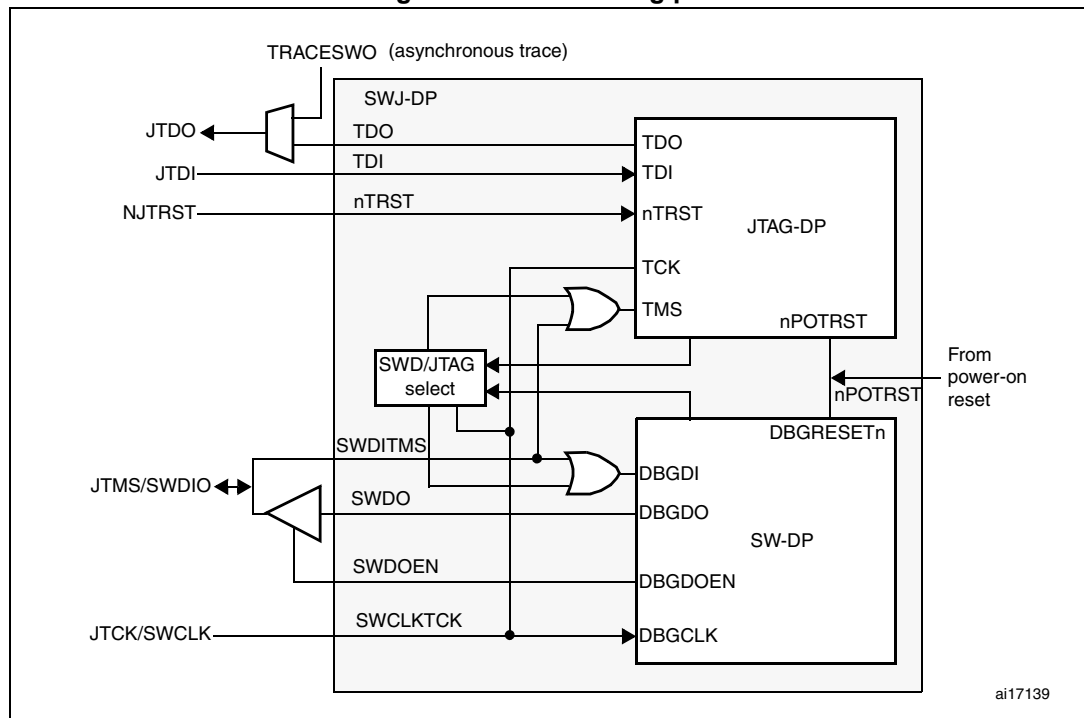 TRACESWO (asynchronous trace)
SWJ-DP
JTDO
TDO
TDO
JTDI
TDI
TDI
NJTRST
nTRST
nTRST
JTAG-DP
TCK
TMS
nPOTRST
SWD/JTAG
select
From
power-on
reset
nPOTRST
DBGRESETn
SWDITMS
DBGDI
JTMS/SWDIO
SWDO
DBGDO
SW-DP
SWDOEN
DBGDOEN
JTCK/SWCLK
SWCLKTCK
DBGCLK
ai17139